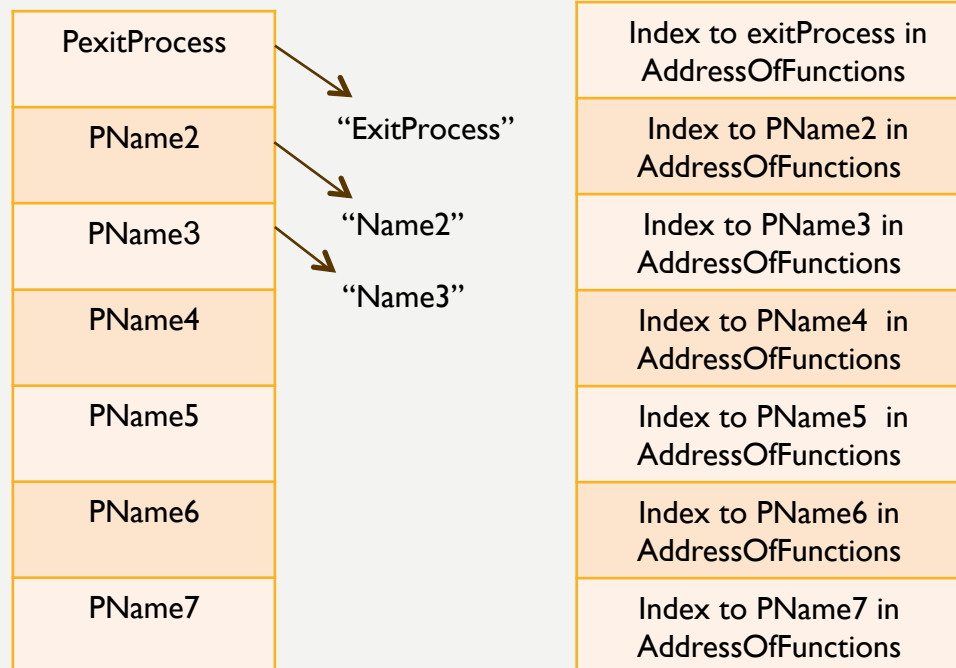 PexitProcess
PName2
PName3
PName4
PName5
PName6
PName7
“ExitProcess”
“Name2”
“Name3”
Index to exitProcess in
AddressOfFunctions
Index to PName2 in
AddressOfFunctions
Index to PName3 in
AddressOfFunctions
Index to PName4 in
AddressOfFunctions
Index to PName5 in
AddressOfFunctions
Index to PName6 in
AddressOfFunctions
Index to PName7 in
AddressOfFunctions